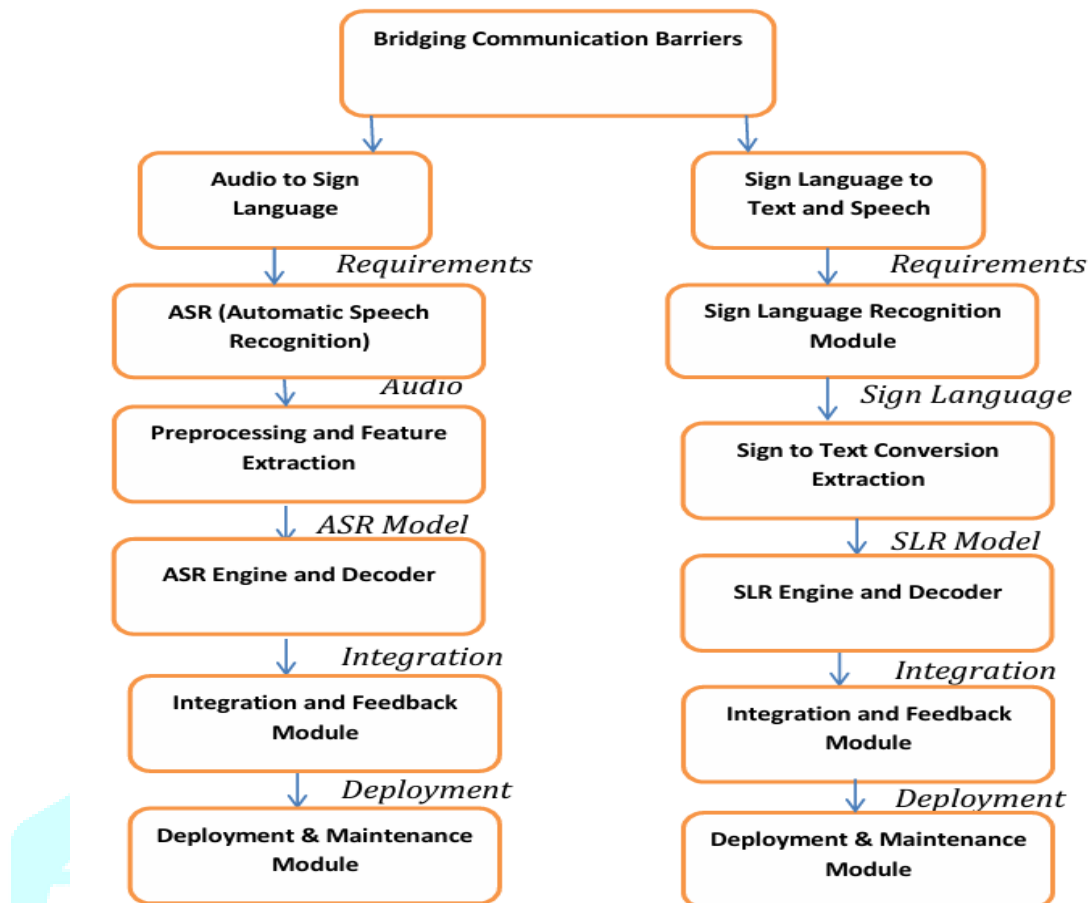 Bridging Communication Barriers
Audio to Sign
Language
Requirements
ASR (Automatic Speech
Recognition)
Audio
Preprocessing and Feature
Extraction
ASR Model
ASR Engine and Decoder
Integration
Integration and Feedback
Module
Deployment
Deployment & Maintenance
Module
Sign Language to
Text and Speech
Requirements
Sign Language Recognition
Module
Sign Language
Sign to Text Conversion
Extraction
SLR Model
SLR Engine and Decoder
Integration
Integration and Feedback
Module
Deployment
Deployment & Maintenance
Module